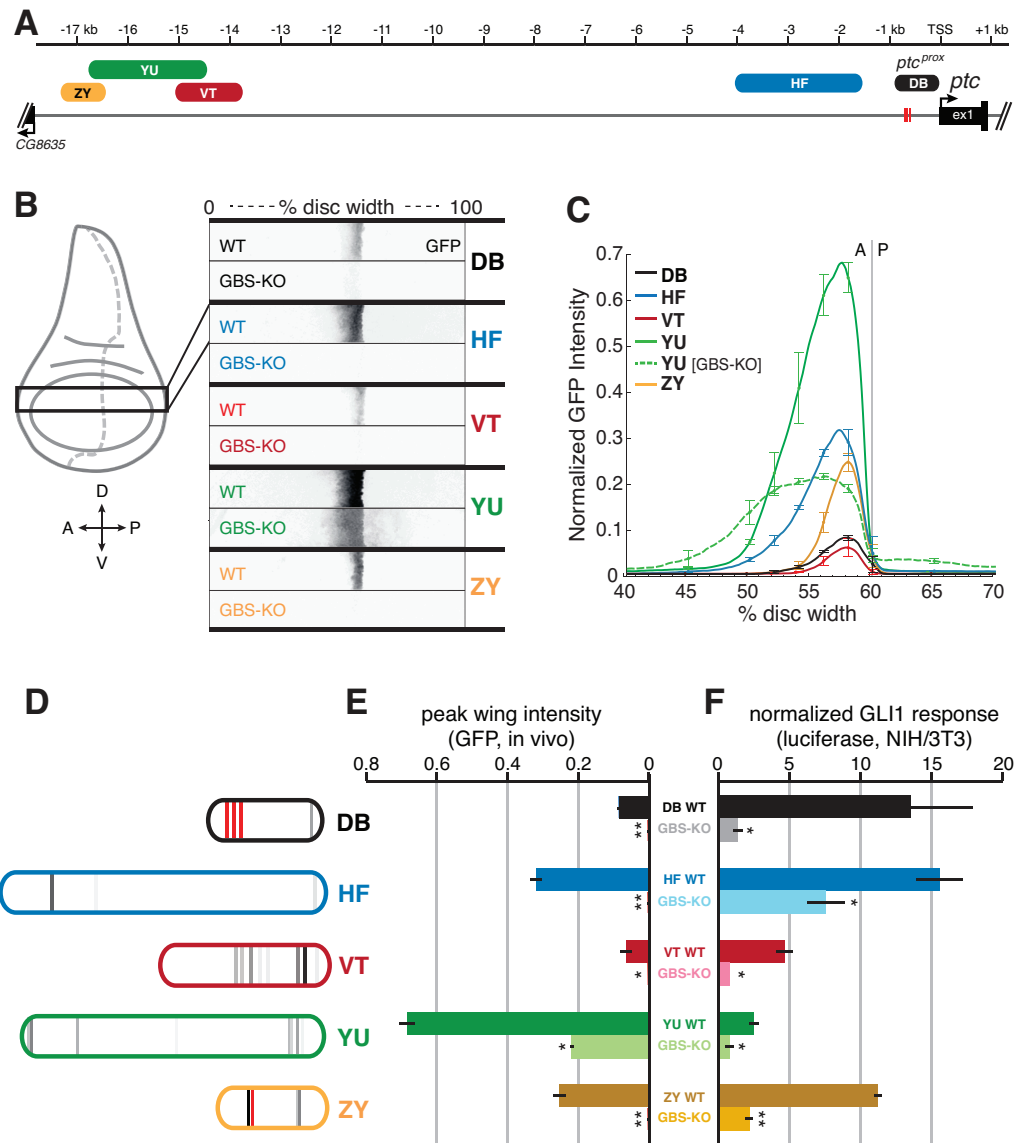 A
-17 kb -16 -15 -14 -13 -12 -11 -10 -9 -8 -7 -6 -5 -4 -3 -2 -1 kb TSS +1 kb
ptc^prox
YU HF DB ptc
ZY VT
ex1
CG8635
B
0 ----- % disc width ---- 100
WT GFP
DB
GBS-KO
WT
HF
GBS-KO
WT
VT
GBS-KO
WT
YU
GBS-KO
WT
ZY
GBS-KO
D
A P
V
C
A P
Normalized GFP Intensity
0.7
0.6
0.5
0.4
0.3
0.2
0.1
0
DB
HF
VT
YU
YU [GBS-KO]
ZY
40 45 50 55 60 65 70
% disc width
D
DB
HF
VT
YU
ZY
E
peak wing intensity
(GFP, in vivo)
0.8 0.6 0.4 0.2 0
F
normalized GLI1 response
(luciferase, NIH/3T3)
0 5 10 15 20
DB WT
** GBS-KO *
HF WT
** GBS-KO *
VT WT
* GBS-KO *
YU WT
* GBS-KO *
ZY WT
** GBS-KO **